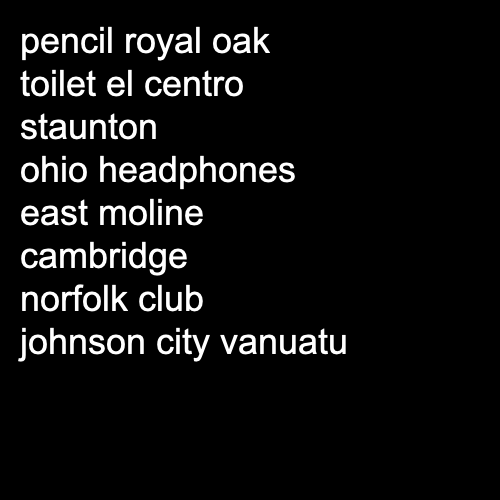 pencil royal oak
toilet el centro
staunton
ohio headphones
east moline
cambridge
norfolk club
johnson city vanuatu